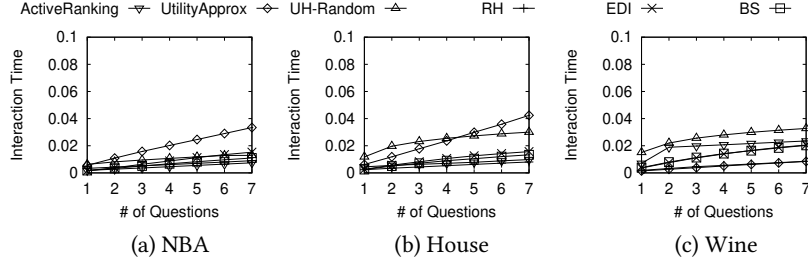 ActiveRanking UtilityApprox UH-Random RH EDI BS
0.1 0.1 0.1
0.08 0.08 0.08
0.06 0.06 0.06
0.04 0.04 0.04
0.02 0.02 0.02
0 0 0
Interaction Time Interaction Time Interaction Time
1 2 3 4 5 6 7 1 2 3 4 5 6 7 1 2 3 4 5 6 7
# of Questions # of Questions # of Questions
(a) NBA (b) House (c) Wine